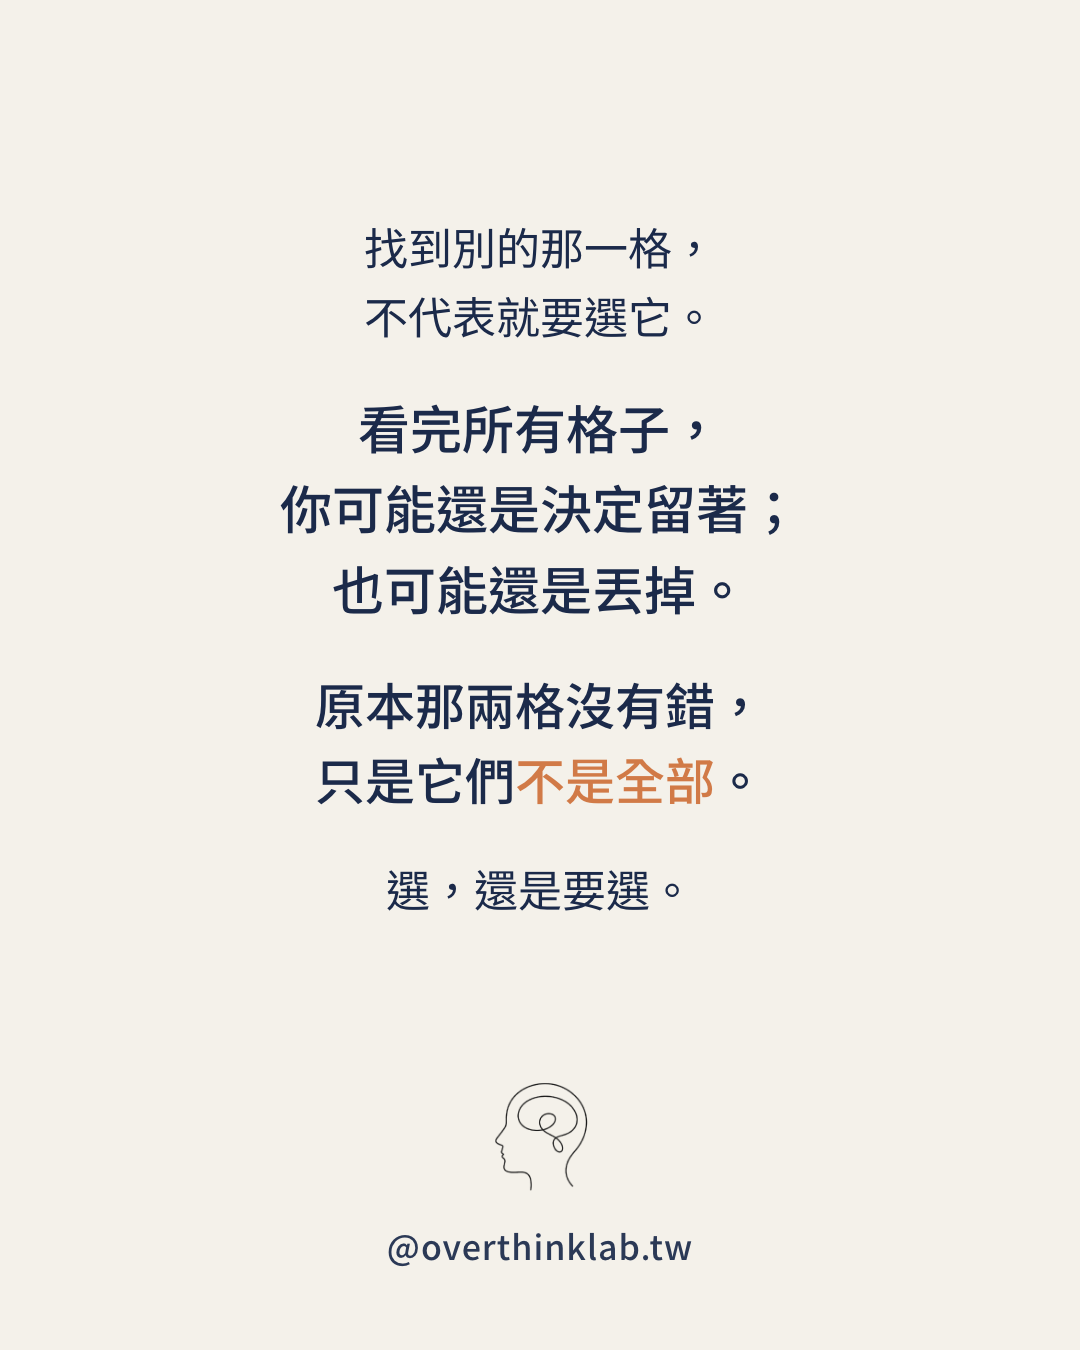 找到別的那一格，
不代表就要選它。
看完所有格子，
你可能還是決定留著；
也可能還是丟掉。
原本那兩格沒有錯，
只是它們不是全部。
選，還是要選。
@overthinklab.tw